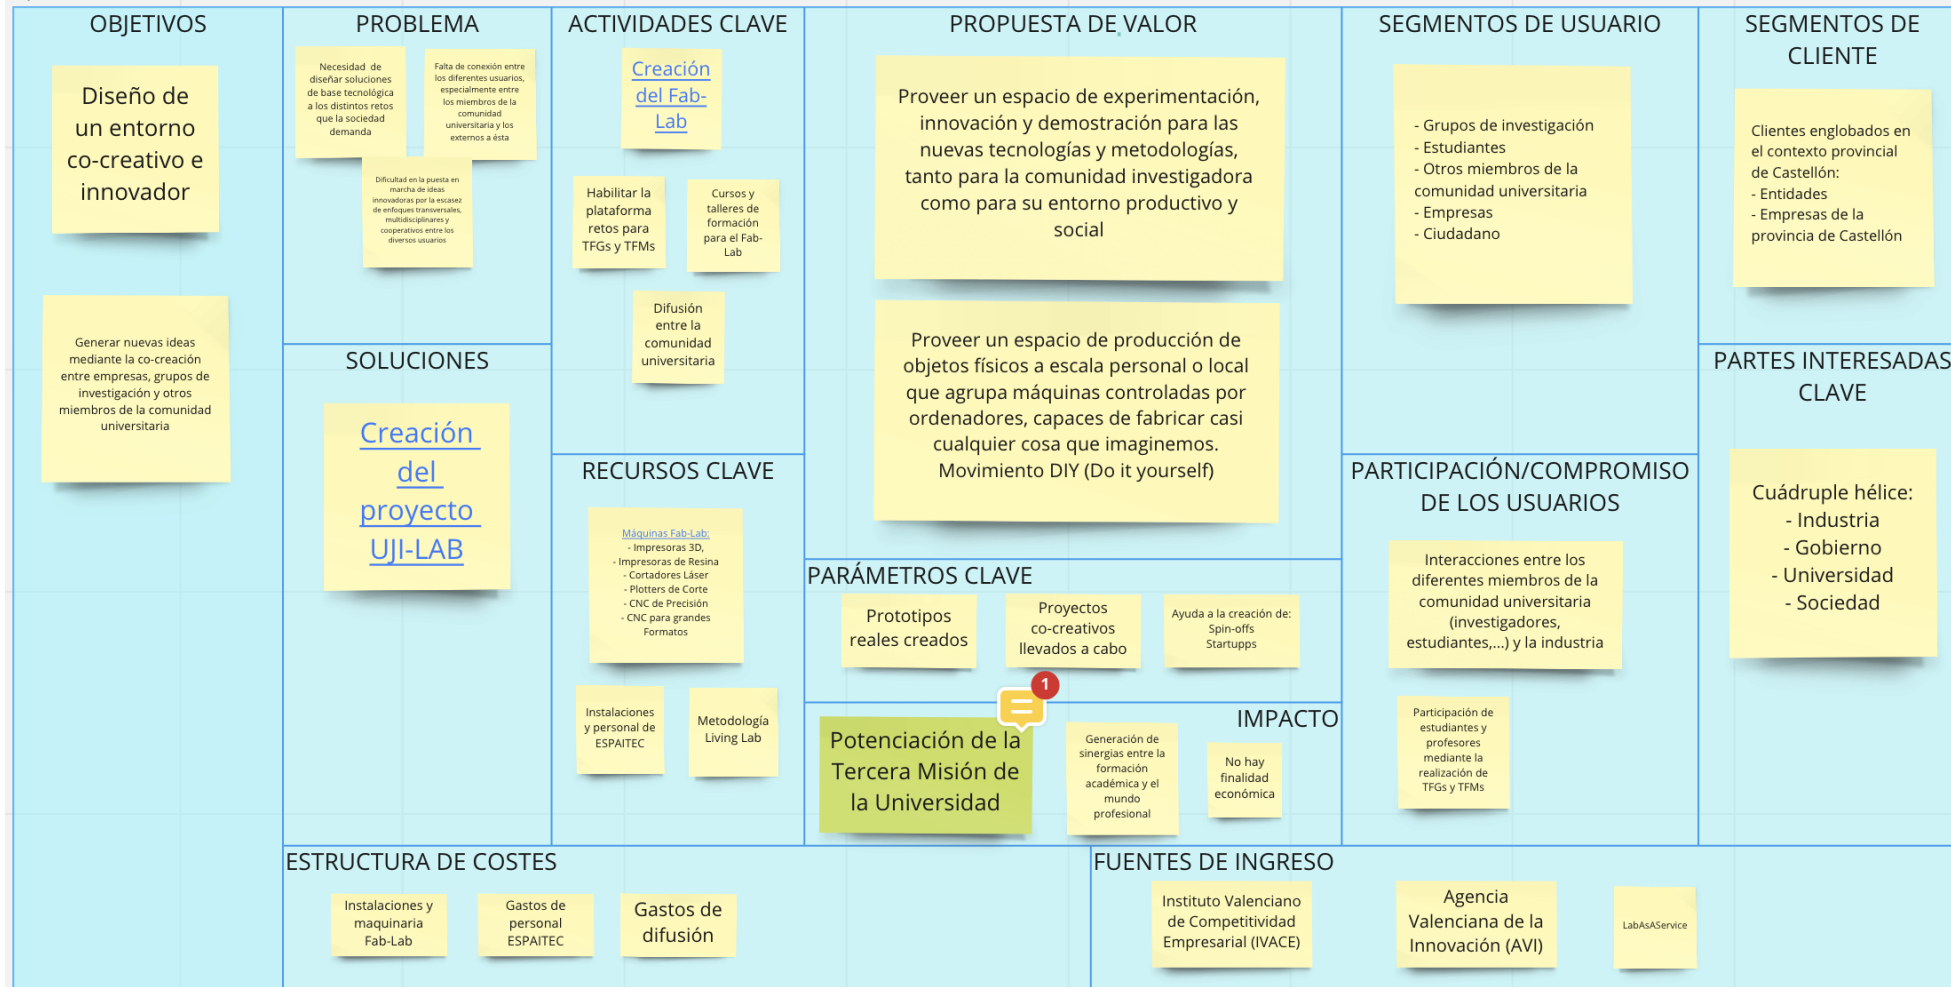 OBJETIVOS
Diseño de
un entorno
co-creativo e
innovador
Generar nuevas ideas
mediante la co-creación
entre empresas, grupos de
investigación y otros
miembros de la comunidad
universitaria
PROBLEMA
Necesidad de
diseñar soluciones
de base tecnológica
a los distintos retos
que la sociedad
demanda
Falta de conexión entre
los diferentes usuarios,
especialmente entre
los miembros de la
comunidad
universitaria y los
externos a ésta
Dificultad en la puesta en
marcha de ideas
innovadoras por la escasez
de enfoques transversales,
multidisciplinares y
cooperativos entre los
diversos usuarios
SOLUCIONES
Creación
del
proyecto
UJI-LAB
ACTIVIDADES CLAVE
Creación
del Fab-
Lab
Habilitar la
plataforma
retos para
TFGs y TFMs
Cursos y
talleres de
formación
para el Fab-
Lab
Difusión
entre la
comunidad
universitaria
RECURSOS CLAVE
Máquinas Fab-Lab:
- Impresoras 3D,
- Impresoras de Resina
- Cortadores Láser
- Plotters de Corte
- CNC de Precisión
- CNC para grandes
Formatos
Instalaciones
y personal de
ESPAITEC
Metodología
Living Lab
PROPUESTA DE VALOR
Proveer un espacio de experimentación,
innovación y demostración para las
nuevas tecnologías y metodologías,
tanto para la comunidad investigadora
como para su entorno productivo y
social
Proveer un espacio de producción de
objetos físicos a escala personal o local
que agrupa máquinas controladas por
ordenadores, capaces de fabricar casi
cualquier cosa que imaginemos.
Movimiento DIY (Do it yourself)
PARÁMETROS CLAVE
Prototipos
reales creados
Proyectos
co-creativos
llevados a cabo
Ayuda a la creación de:
Spin-offs
Startupps
1
IMPACTO
Potenciación de la
Tercera Misión de
la Universidad
Generación de
sinergias entre la
formación
académica y el
mundo
profesional
No hay
finalidad
económica
SEGMENTOS DE USUARIO
- Grupos de investigación
- Estudiantes
- Otros miembros de la
comunidad universitaria
- Empresas
- Ciudadano
PARTICIPACIÓN/COMPROMISO
DE LOS USUARIOS
Interacciones entre los
diferentes miembros de la
comunidad universitaria
(investigadores,
estudiantes,...) y la industria
Participación de
estudiantes y
profesores
mediante la
realización de
TFGs y TFMs
SEGMENTOS DE
CLIENTE
Clientes englobados en
el contexto provincial
de Castellón:
- Entidades
- Empresas de la
provincia de Castellón
PARTES INTERESADAS
CLAVE
Cuádruple hélice:
- Industria
- Gobierno
- Universidad
- Sociedad
ESTRUCTURA DE COSTES
Instalaciones y
maquinaria
Fab-Lab
Gastos de
personal
ESPAITEC
Gastos de
difusión
FUENTES DE INGRESO
Instituto Valenciano
de Competitividad
Empresarial (IVACE)
Agencia
Valenciana de la
Innovación (AVI)
LabAsAService